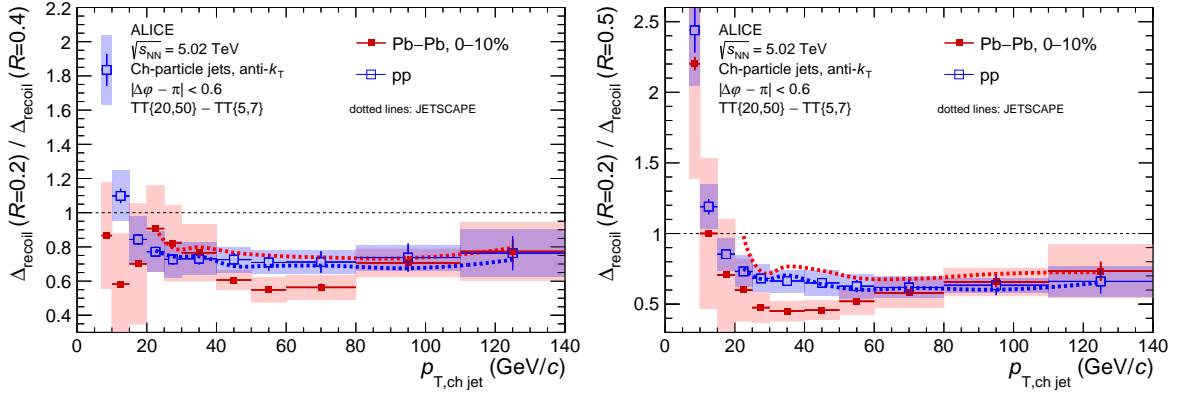 Δrecoil (R=0.2) / Δrecoil (R=0.4)
2.2
2
1.8
1.6
1.4
1.2
1
0.8
0.6
0.4
ALICE
√sNN = 5.02 TeV
Ch-particle jets, anti-kT
|Δφ − π| < 0.6
TT{20,50} − TT{5,7}
Pb−Pb, 0−10%
pp
dotted lines: JETSCAPE
0 20 40 60 80 100 120 140
pT,ch jet (GeV/c)
Δrecoil (R=0.2) / Δrecoil (R=0.5)
2.5
2
1.5
1
0.5
ALICE
√sNN = 5.02 TeV
Ch-particle jets, anti-kT
|Δφ − π| < 0.6
TT{20,50} − TT{5,7}
Pb−Pb, 0−10%
pp
dotted lines: JETSCAPE
0 20 40 60 80 100 120 140
pT,ch jet (GeV/c)